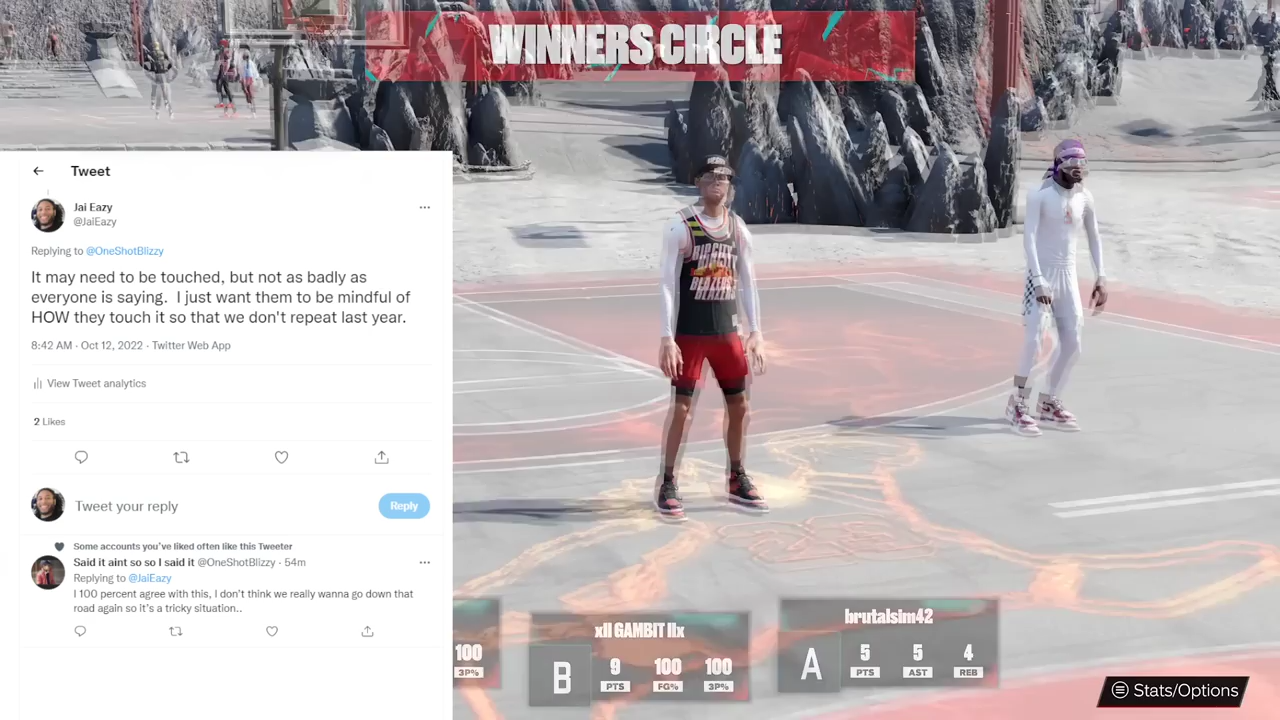 WINNERS CIRCLE
Tweet
Jai Eazy
@JaiEazy
Replying to @OneShotBlizzy
It may need to be touched, but not as badly as
everyone is saying. I just want them to be mindful of
HOW they touch it so that we don't repeat last year.
8:42 AM · Oct 12, 2022 · Twitter Web App
View Tweet analytics
2 Likes
Tweet your reply
Reply
Some accounts you've liked often like this Tweeter
Said it aint so so I said it @OneShotBlizzy · 54m
Replying to @JaiEazy
I 100 percent agree with this, I don't think we really wanna go down that
road again so it's a tricky situation..
RIP CITY
BLAZERS
100
3P%
xII GAMBIT IIx
B
9 100 100
PTS FG% 3P%
brutalsim42
A
5 5 4
PTS AST REB
Stats/Options